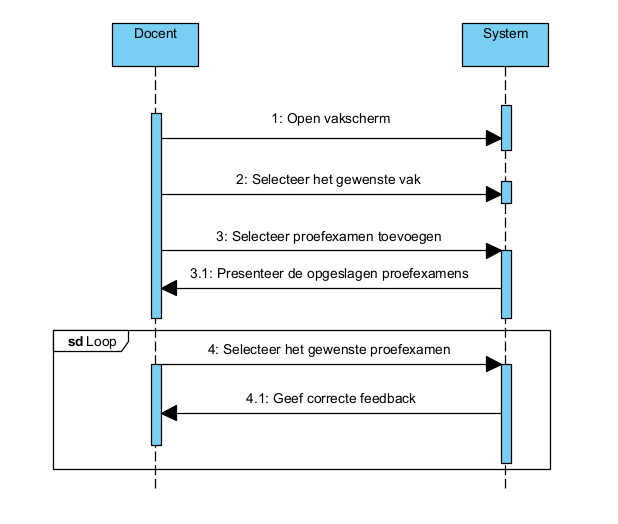 Docent
System
1: Open vakscherm
2: Selecteer het gewenste vak
3: Selecteer proefexamen toevoegen
3.1: Presenteer de opgeslagen proefexamens
sd Loop
4: Selecteer het gewenste proefexamen
4.1: Geef correcte feedback